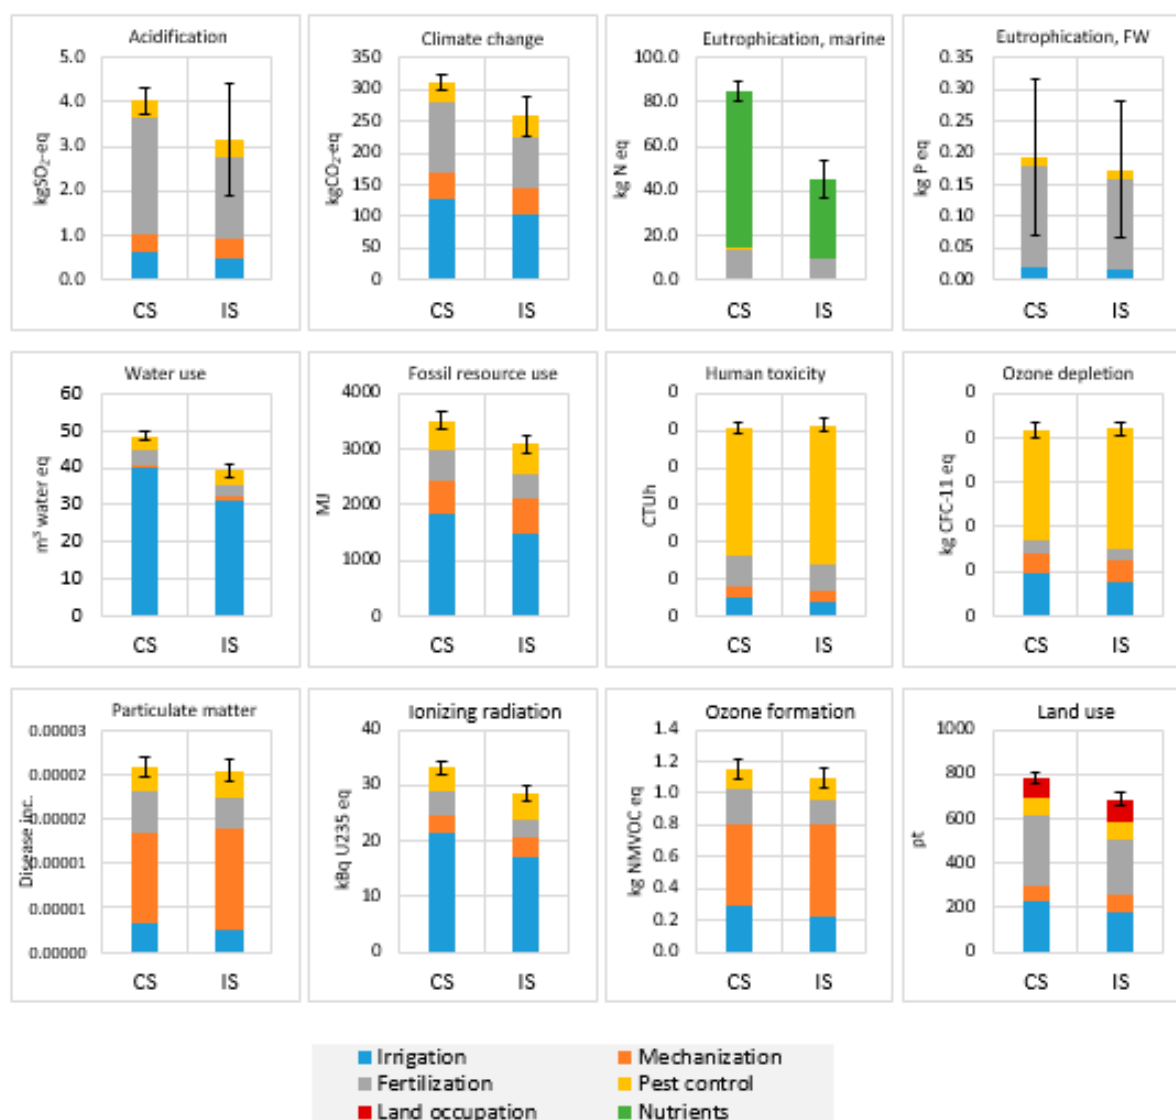 Acidification
5.0
4.0
3.0
2.0
1.0
0.0
kgSO₂-eq
CS IS
Climate change
350
300
250
200
150
100
50
0
kgCO₂-eq
CS IS
Eutrophication, marine
100.0
80.0
60.0
40.0
20.0
0.0
kg N eq
CS IS
Eutrophication, FW
0.35
0.30
0.25
0.20
0.15
0.10
0.05
0.00
kg P eq
CS IS
Water use
60
50
40
30
20
10
0
m³ water eq
CS IS
Fossil resource use
4000
3000
2000
1000
0
MJ
CS IS
Human toxicity
0
0
0
0
0
0
0
CTUh
CS IS
Ozone depletion
0
0
0
0
0
0
kg CFC-11 eq
CS IS
Particulate matter
0.00003
0.00002
0.00002
0.00001
0.00001
0.00000
Disease inc.
CS IS
Ionizing radiation
40
30
20
10
0
kBq U235 eq
CS IS
Ozone formation
1.4
1.2
1.0
0.8
0.6
0.4
0.2
0.0
kg NMVOC eq
CS IS
Land use
1000
800
600
400
200
0
pt
CS IS
Irrigation Mechanization
Fertilization Pest control
Land occupation Nutrients